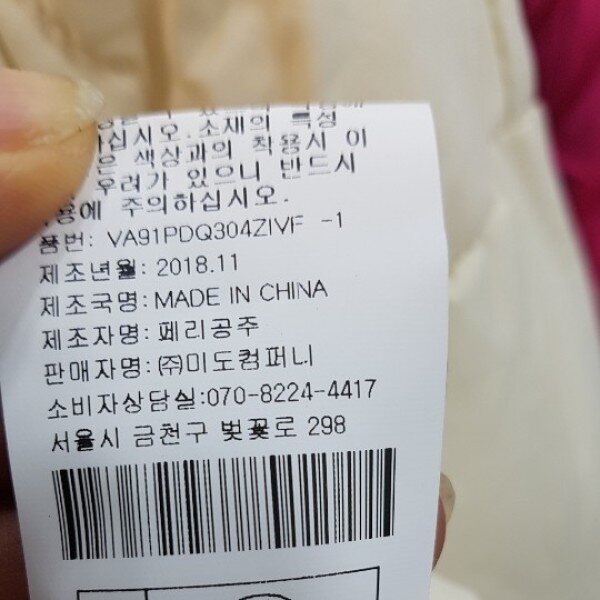 하십시오.소재의 특성
은 색상과의 착용시 이
우려가 있으니 반드시
용에 주의하십시오.
품번: VA91PDQ304ZIVF -1
제조년월: 2018.11
제조국명: MADE IN CHINA
제조자명: 페리공주
판매자명: ㈜미도컴퍼니
소비자상담실:070-8224-4417
서울시 금천구 벚꽃로 298